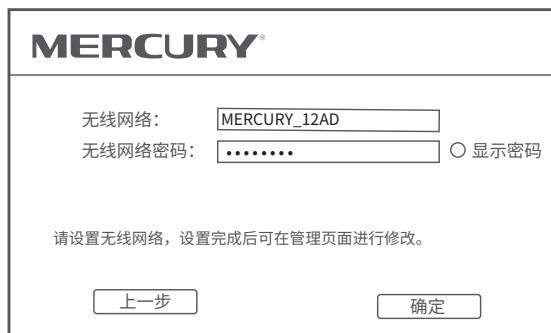 MERCURY®
无线网络： MERCURY_12AD
无线网络密码： •••••••• 显示密码
请设置无线网络，设置完成后可在管理页面进行修改。
上一步 确定